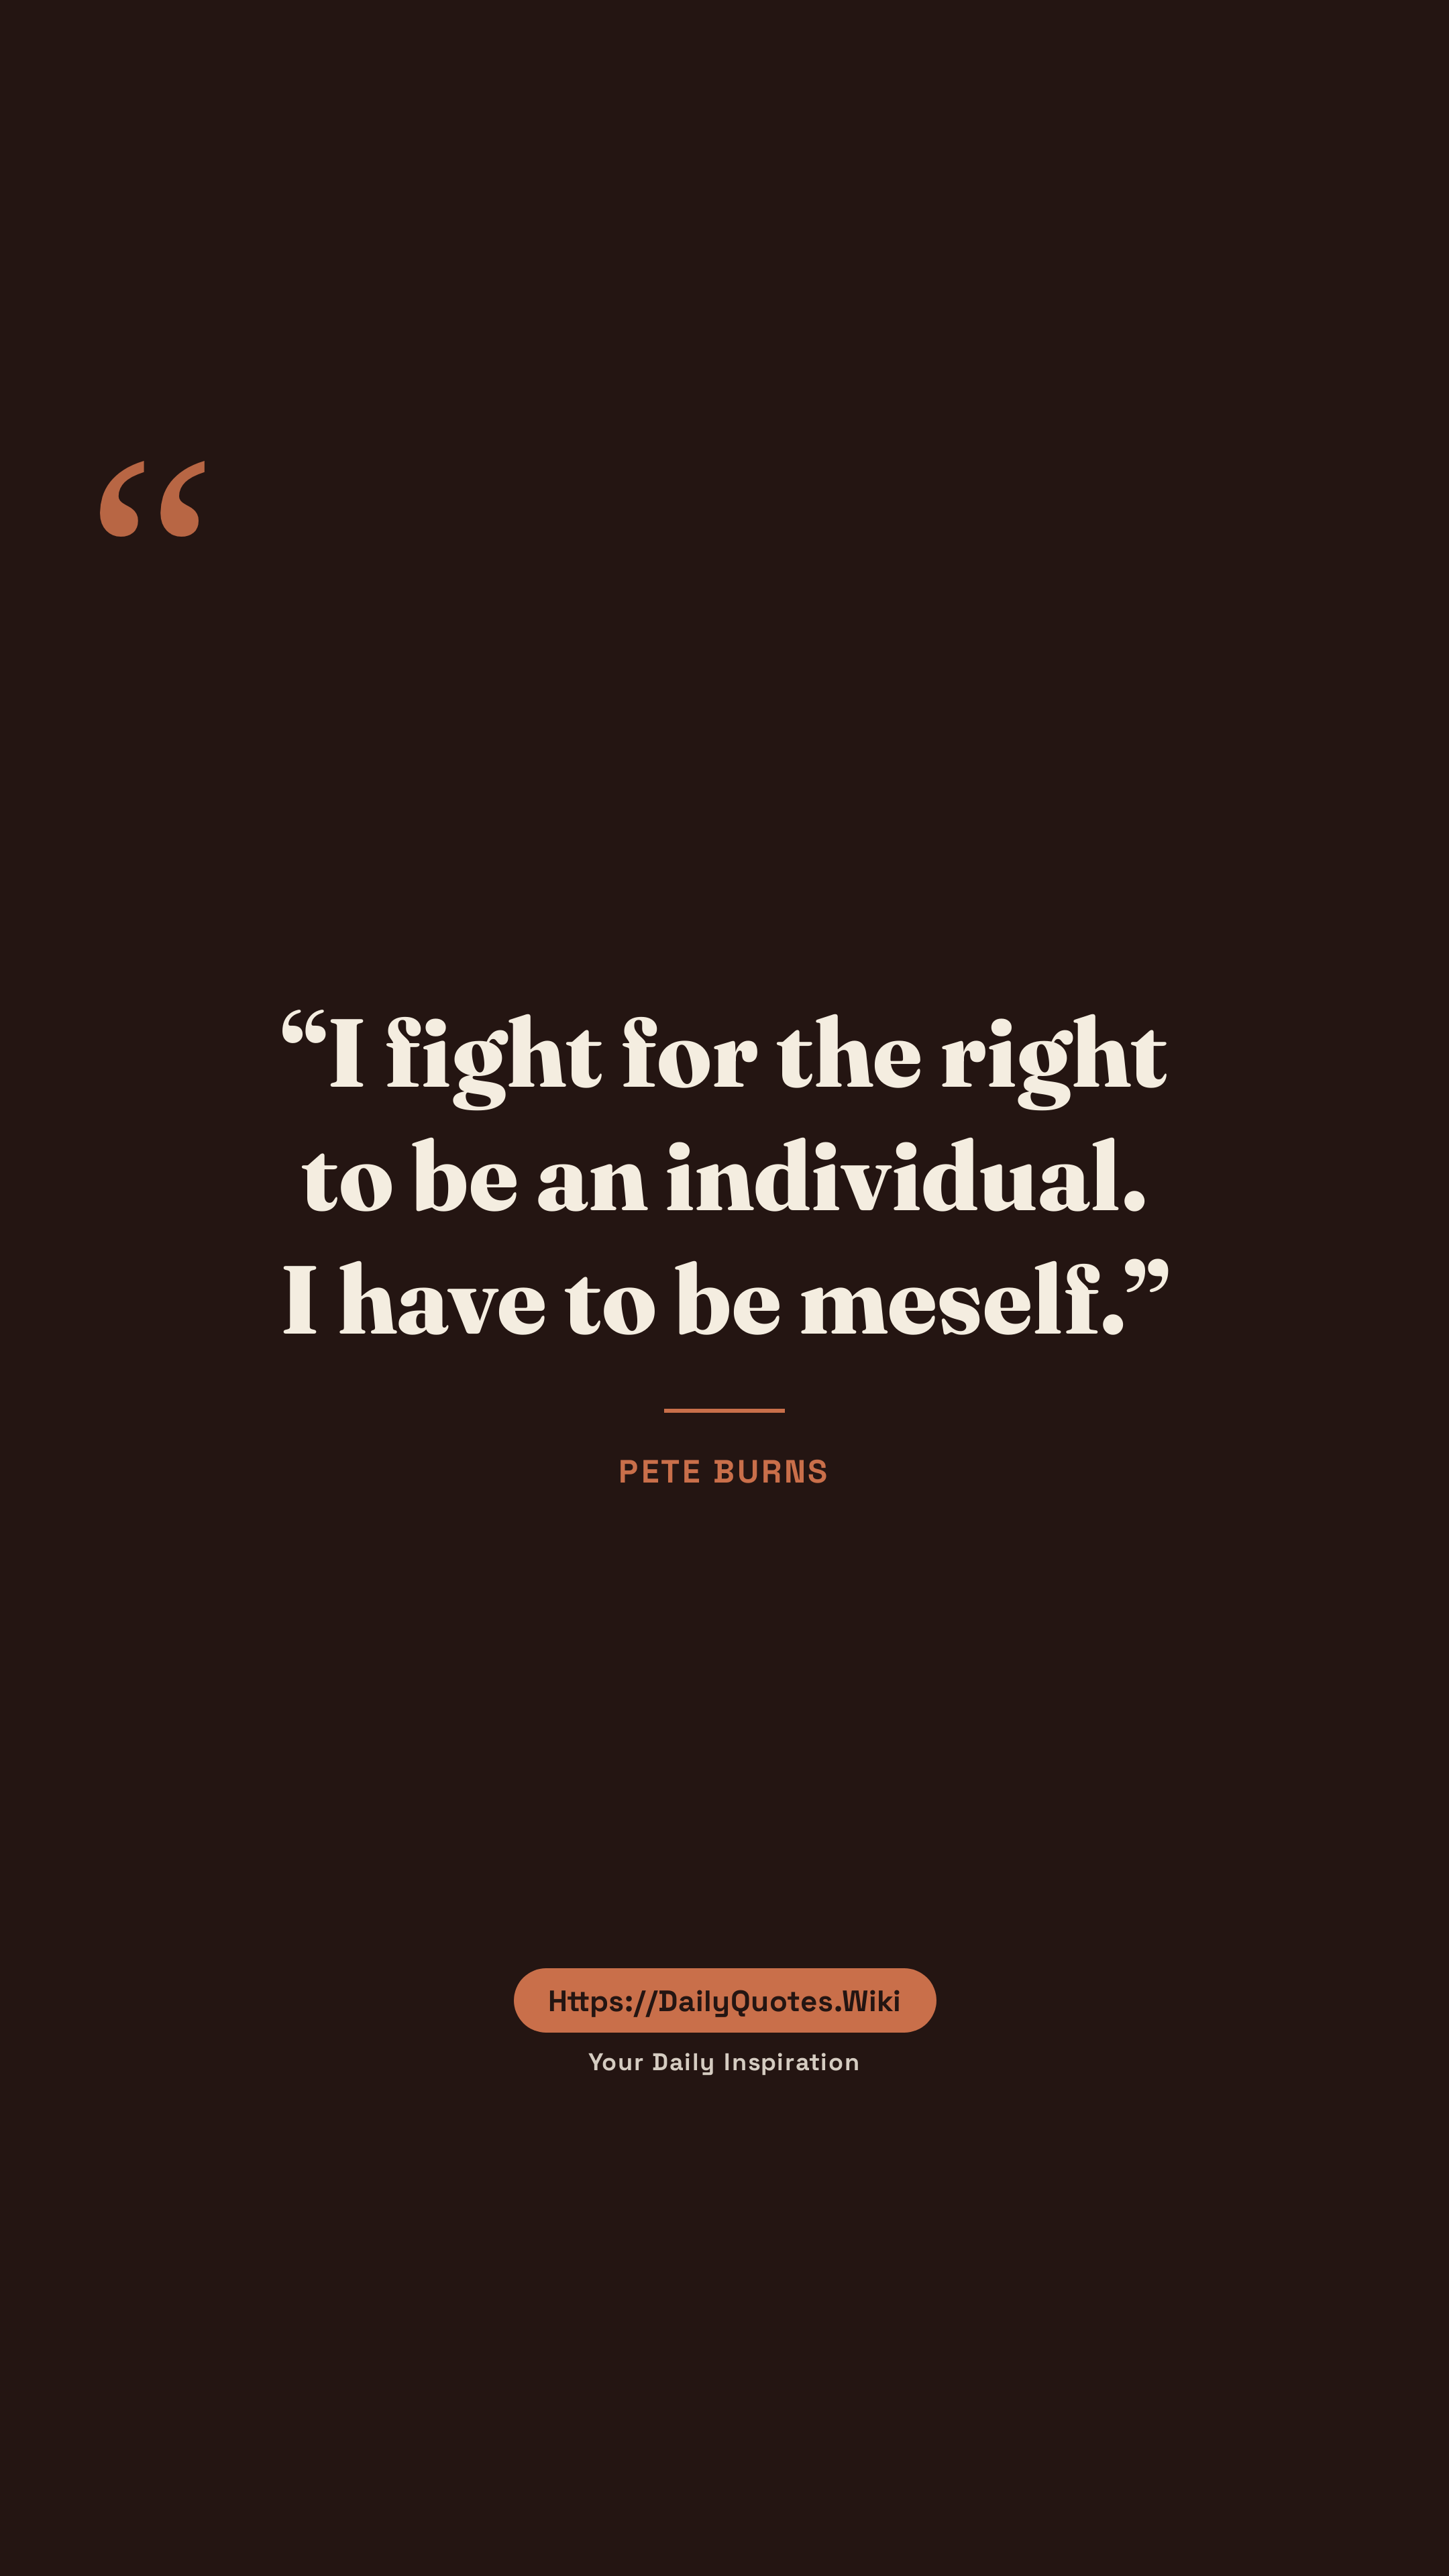 “
“I fight for the right
to be an individual.
I have to be meself.”
PETE BURNS
Https://DailyQuotes.Wiki
Your Daily Inspiration